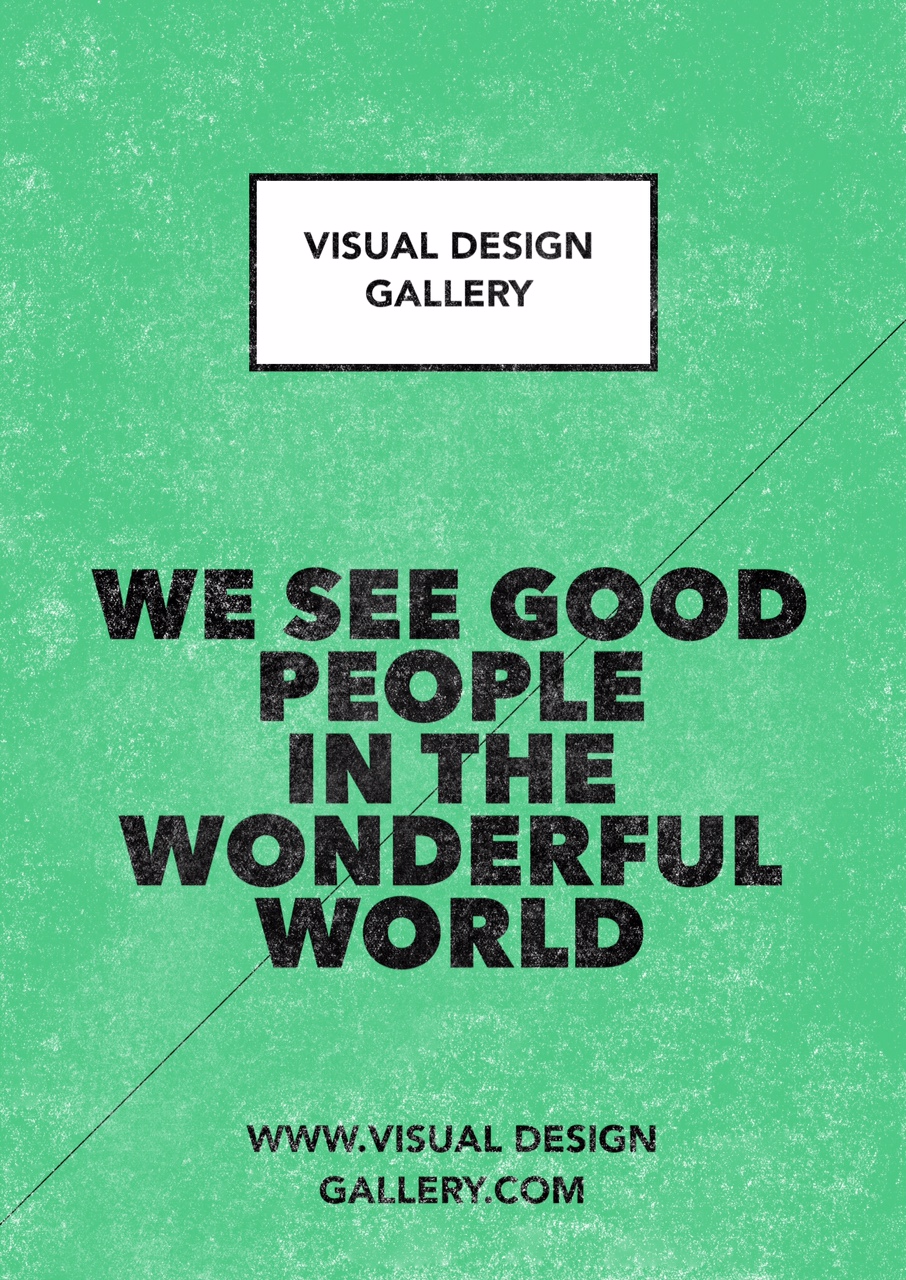 VISUAL DESIGN
GALLERY
WE SEE GOOD
PEOPLE
IN THE
WONDERFUL
WORLD
WWW.VISUAL DESIGN
GALLERY.COM